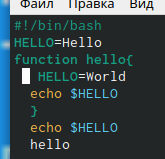 Файл Правка Вид
#!/bin/bash
HELLO=Hello
function hello{
HELLO=World
echo $HELLO
}
echo $HELLO
hello